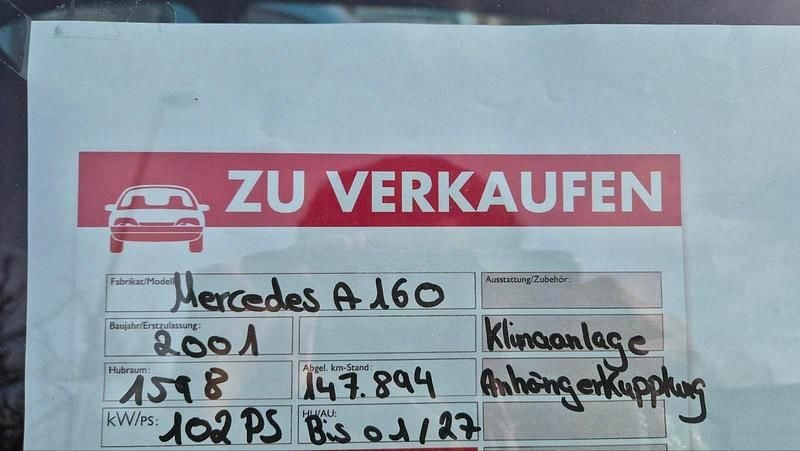 ZU VERKAUFEN
Fabrikat/Modell Mercedes A 160
Ausstattung/Zubehör:
Baujahr/Erstzulassung: 2001
Klimaanlage
Hubraum: 1598
Abgel. km-Stand: 147.894
Anhängerkupplung
kW/PS: 102 PS
HU/AU: Bis 01/27